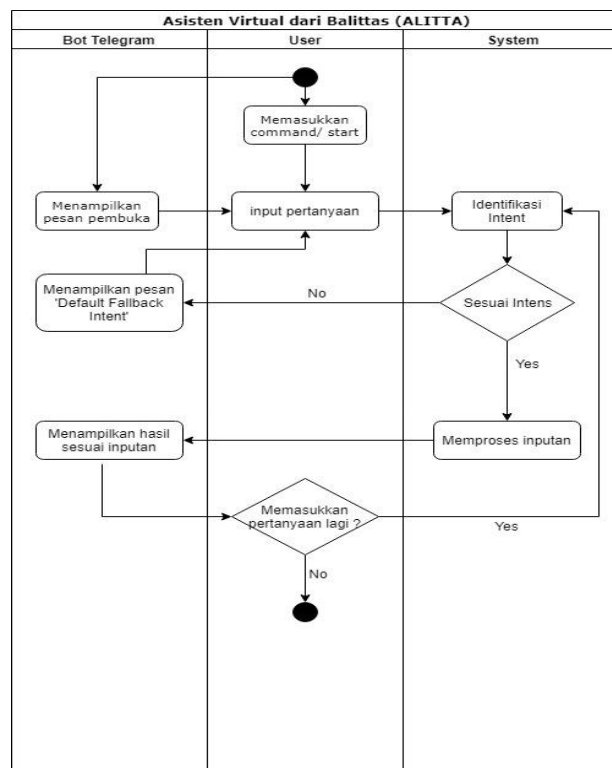 Asisten Virtual dari Balittas (ALITTA)
Bot Telegram
User
System
Memasukkan
command/ start
Menampilkan
pesan pembuka
input pertanyaan
Identifikasi
Intent
Menampilkan pesan
'Default Fallback
Intent'
No
Sesuai Intens
Yes
Menampilkan hasil
sesuai inputan
Memproses inputan
Memasukkan
pertanyaan lagi ?
Yes
No